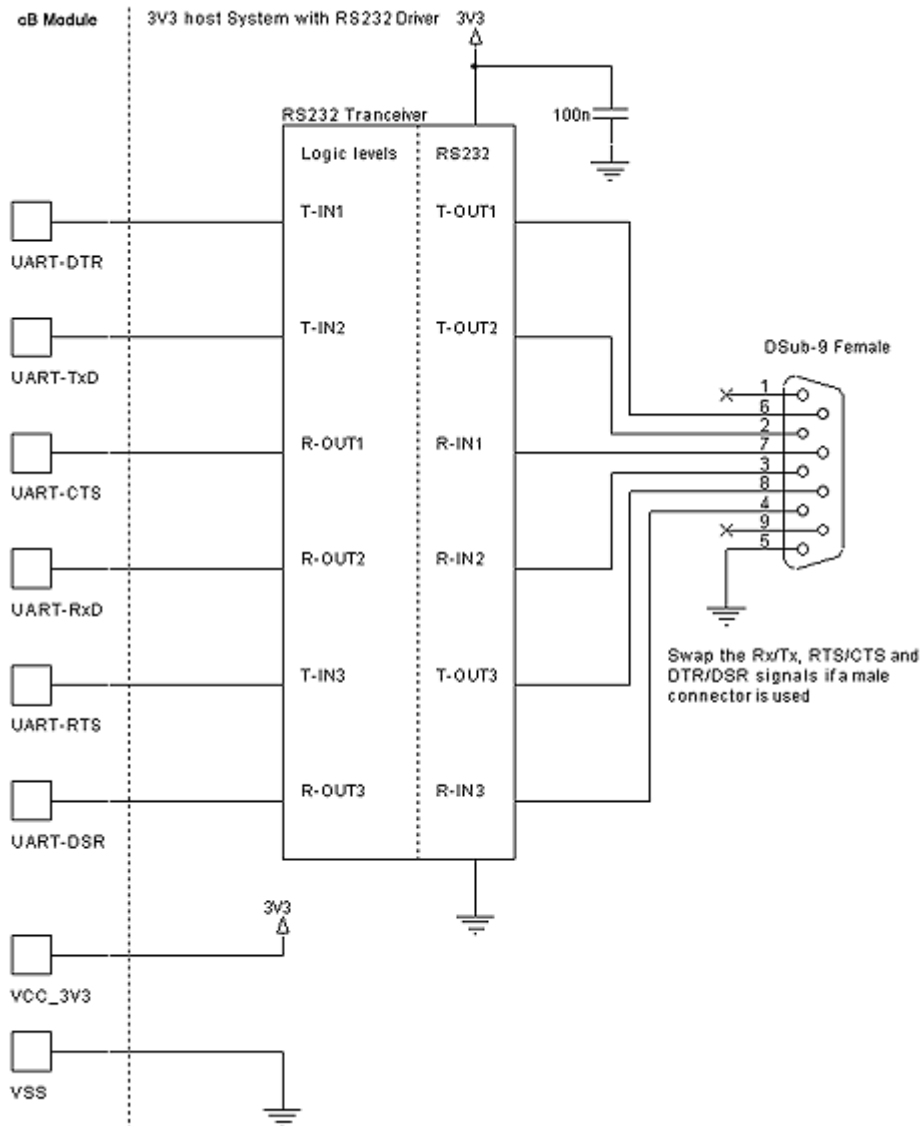 cB Module
3V3 host System with RS232 Driver
3V3
100n
RS232 Tranceiver
Logic levels
RS232
T-IN1
T-OUT1
UART-DTR
T-IN2
T-OUT2
UART-TxD
R-OUT1
R-IN1
UART-CTS
R-OUT2
R-IN2
UART-RxD
T-IN3
T-OUT3
UART-RTS
R-OUT3
R-IN3
UART-DSR
DSub-9 Female
1
6
2
7
3
8
4
9
5
Swap the Rx/Tx, RTS/CTS and
DTR/DSR signals if a male
connector is used
3V3
VCC_3V3
VSS